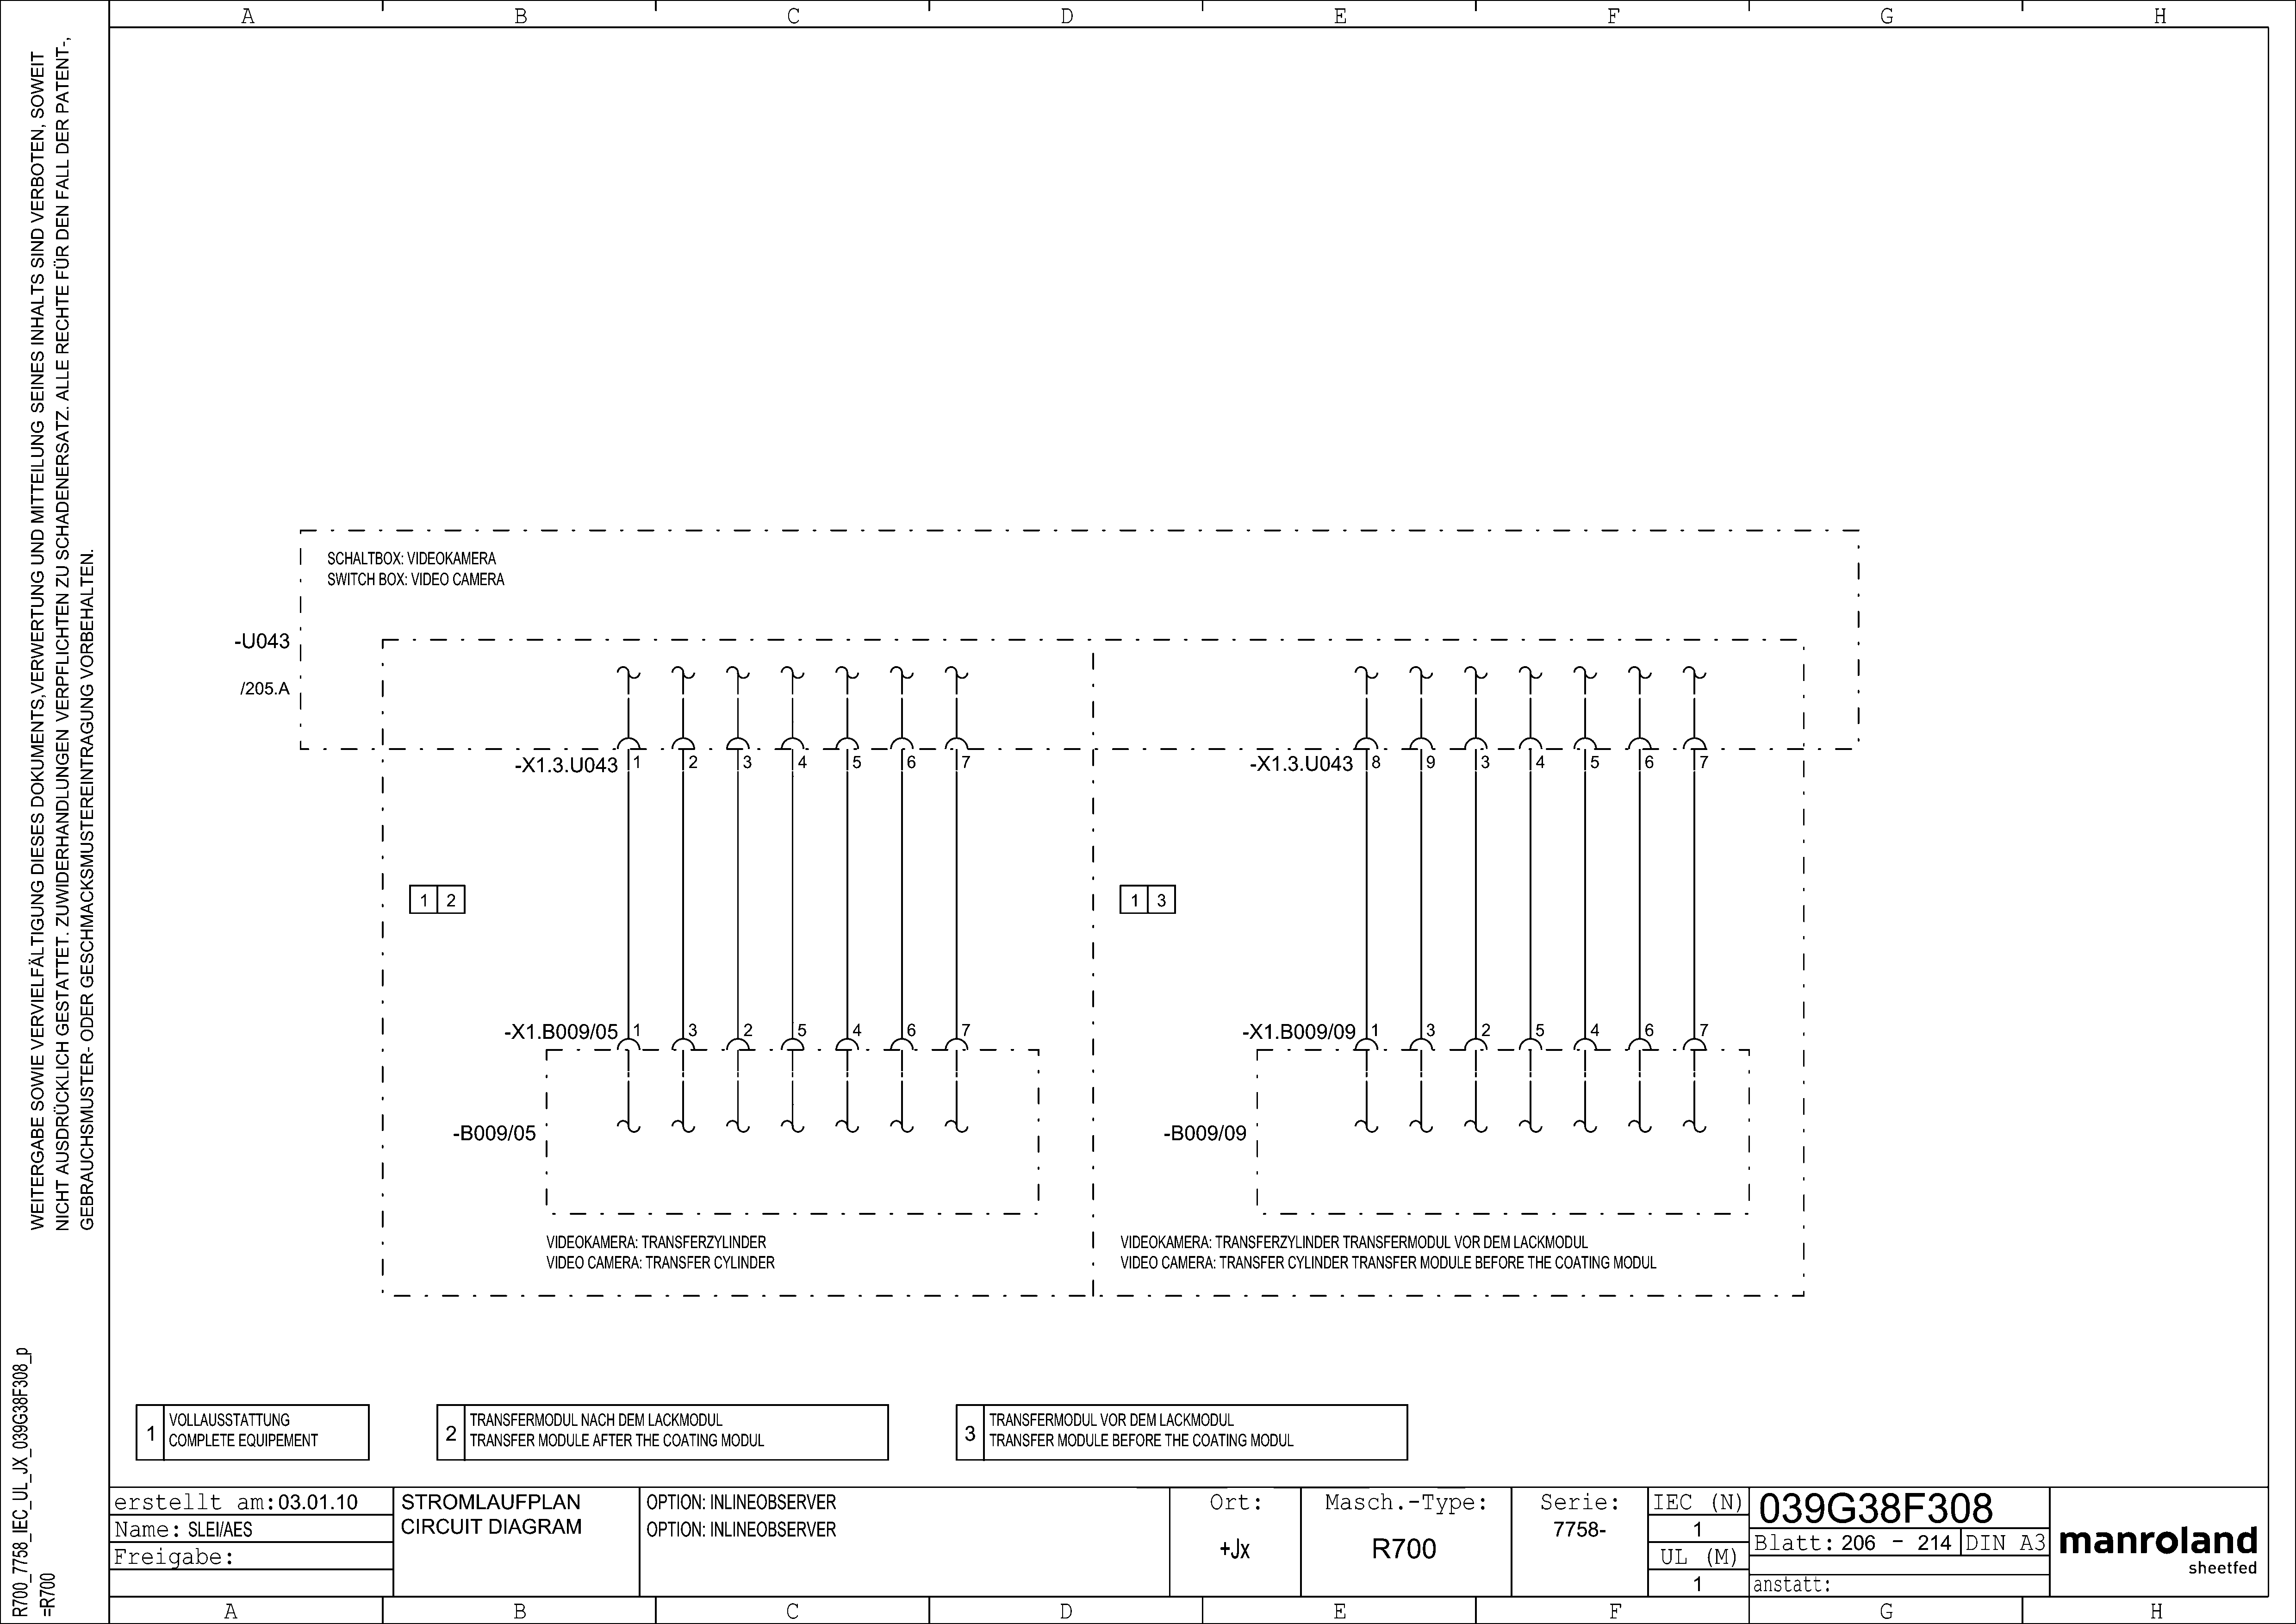 A B C D E F G H
WEITERGABE SOWIE VERVIELFÄLTIGUNG DIESES DOKUMENTS,VERWERTUNG UND MITTEILUNG SEINES INHALTS SIND VERBOTEN, SOWEIT
NICHT AUSDRÜCKLICH GESTATTET. ZUWIDERHANDLUNGEN VERPFLICHTEN ZU SCHADENERSATZ. ALLE RECHTE FÜR DEN FALL DER PATENT-,
GEBRAUCHSMUSTER- ODER GESCHMACKSMUSTEREINTRAGUNG VORBEHALTEN.
SCHALTBOX: VIDEOKAMERA
SWITCH BOX: VIDEO CAMERA
-U043
/205.A
-X1.3.U043 1 2 3 4 5 6 7
-X1.3.U043 8 9 3 4 5 6 7
1 2
1 3
-X1.B009/05 1 3 2 5 4 6 7
-X1.B009/09 1 3 2 5 4 6 7
-B009/05
-B009/09
VIDEOKAMERA: TRANSFERZYLINDER
VIDEO CAMERA: TRANSFER CYLINDER
VIDEOKAMERA: TRANSFERZYLINDER TRANSFERMODUL VOR DEM LACKMODUL
VIDEO CAMERA: TRANSFER CYLINDER TRANSFER MODULE BEFORE THE COATING MODUL
1 VOLLAUSSTATTUNG
COMPLETE EQUIPEMENT
2 TRANSFERMODUL NACH DEM LACKMODUL
TRANSFER MODULE AFTER THE COATING MODUL
3 TRANSFERMODUL VOR DEM LACKMODUL
TRANSFER MODULE BEFORE THE COATING MODUL
R700_7758_IEC_UL_JX_039G38F308_p
=R700
erstellt am: 03.01.10
Name: SLEI/AES
Freigabe:
STROMLAUFPLAN
CIRCUIT DIAGRAM
OPTION: INLINEOBSERVER
OPTION: INLINEOBSERVER
Ort:
+Jx
Masch.-Type:
R700
Serie:
7758-
IEC (N)
1
UL (M)
1
039G38F308
Blatt: 206 - 214 DIN A3
anstatt:
manroland
sheetfed
A B C D E F G H